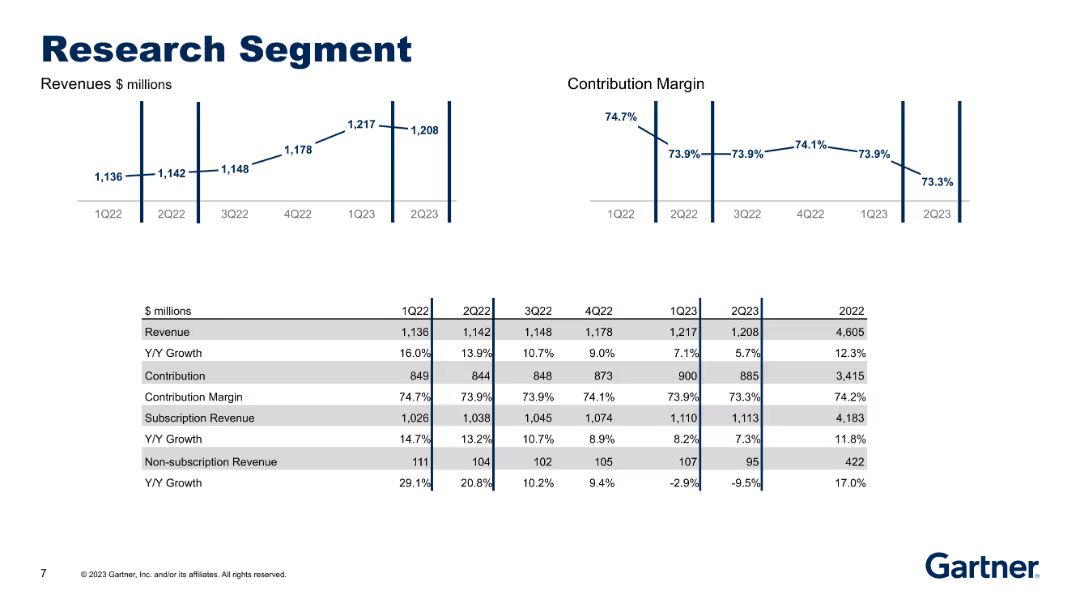 Research Segment
Revenues $ millions
Contribution Margin
1,136 1,142 1,148 1,178 1,217 1,208
1Q22 2Q22 3Q22 4Q22 1Q23 2Q23
74.7% 73.9% 73.9% 74.1% 73.9% 73.3%
1Q22 2Q22 3Q22 4Q22 1Q23 2Q23
$ millions 1Q22 2Q22 3Q22 4Q22 1Q23 2Q23 2022
Revenue 1,136 1,142 1,148 1,178 1,217 1,208 4,605
Y/Y Growth 16.0% 13.9% 10.7% 9.0% 7.1% 5.7% 12.3%
Contribution 849 844 848 873 900 885 3,415
Contribution Margin 74.7% 73.9% 73.9% 74.1% 73.9% 73.3% 74.2%
Subscription Revenue 1,026 1,038 1,045 1,074 1,110 1,113 4,183
Y/Y Growth 14.7% 13.2% 10.7% 8.9% 8.2% 7.3% 11.8%
Non-subscription Revenue 111 104 102 105 107 95 422
Y/Y Growth 29.1% 20.8% 10.2% 9.4% -2.9% -9.5% 17.0%
7 © 2023 Gartner, Inc. and/or its affiliates. All rights reserved.
Gartner®